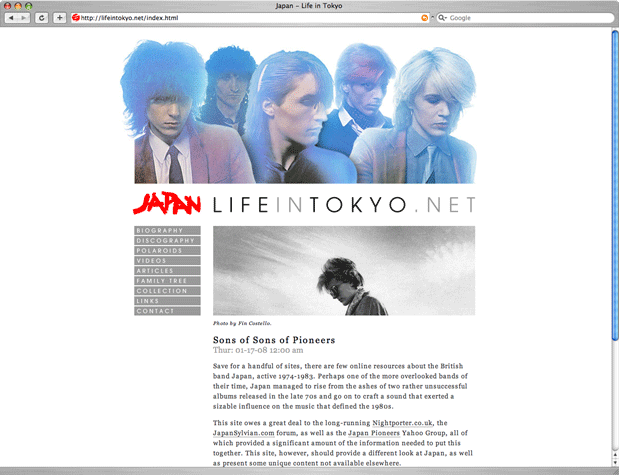 Japan – Life in Tokyo
http://lifeintokyo.net/index.html
Google
JAPAN LIFEINTOKYO.NET
BIOGRAPHY
DISCOGRAPHY
POLAROIDS
VIDEOS
ARTICLES
FAMILY TREE
COLLECTION
LINKS
CONTACT
Photo by Fin Costello.
Sons of Sons of Pioneers
Thur: 01-17-08 12:00 am
Save for a handful of sites, there are few online resources about the British
band Japan, active 1974-1983. Perhaps one of the more overlooked bands of
their time, Japan managed to rise from the ashes of two rather unsuccessful
albums released in the late 70s and go on to craft a sound that exerted a
sizable influence on the music that defined the 1980s.
This site owes a great deal to the long-running Nightporter.co.uk, the
JapanSylvian.com forum, as well as the Japan Pioneers Yahoo Group, all of
which provided a significant amount of the information needed to put this
together. This site, however, should provide a different look at Japan, as well
as present some unique content not available elsewhere.